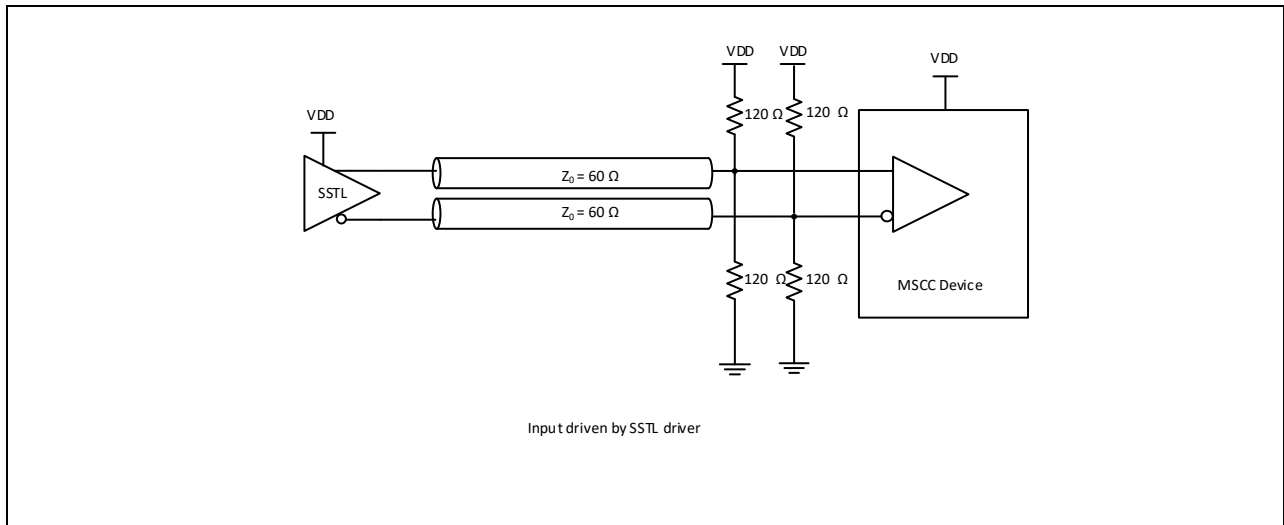 VDD VDD
VDD
120 Ω 120 Ω
VDD
SSTL
Z₀ = 60 Ω
Z₀ = 60 Ω
120 Ω 120 Ω
MSCC Device
Input driven by SSTL driver